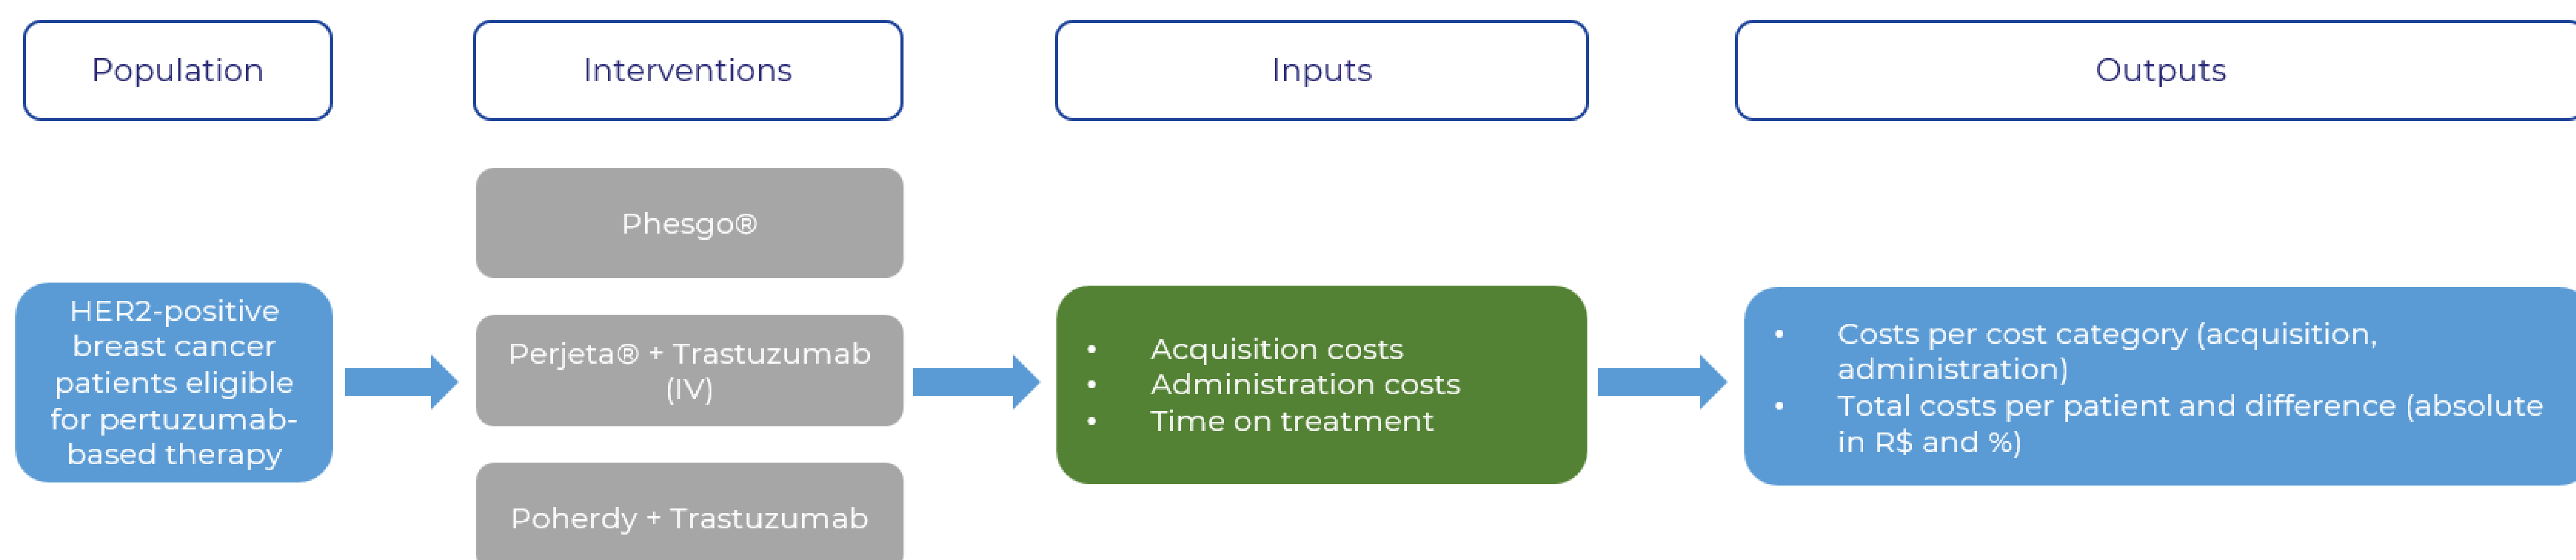 Population
Interventions
Inputs
Outputs
HER2-positive
breast cancer
patients eligible
for pertuzumab-
based therapy
Phesgo®
Perjeta® + Trastuzumab
(IV)
Poherdy + Trastuzumab
• Acquisition costs
• Administration costs
• Time on treatment
• Costs per cost category (acquisition,
administration)
• Total costs per patient and difference (absolute
in R$ and %)